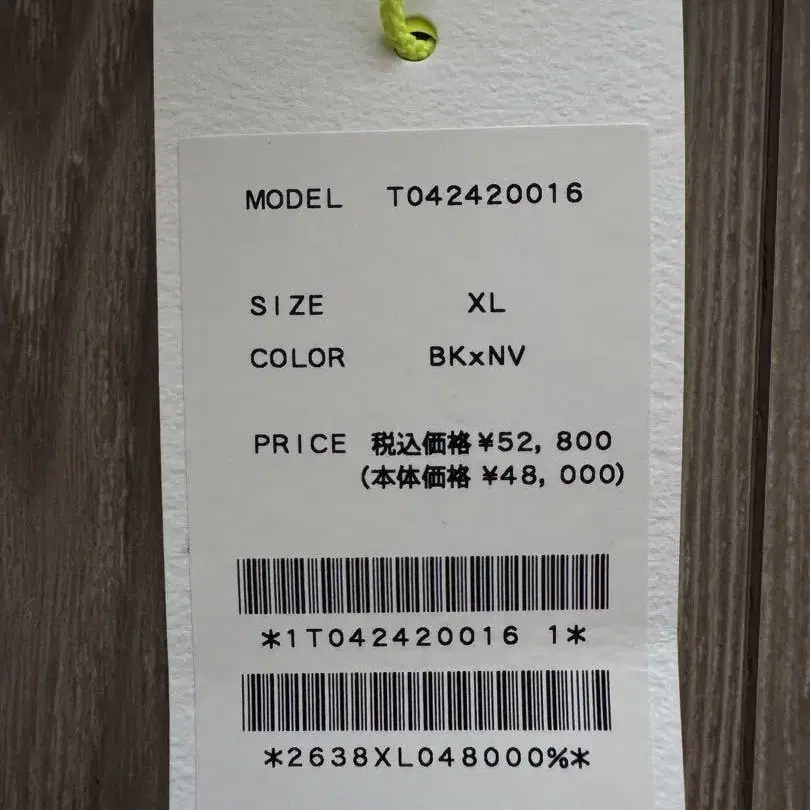 MODEL T042420016
SIZE XL
COLOR BKxNV
PRICE 税込価格 ¥52, 800
(本体価格 ¥48, 000)
*1T042420016 1*
*2638XL048000%*